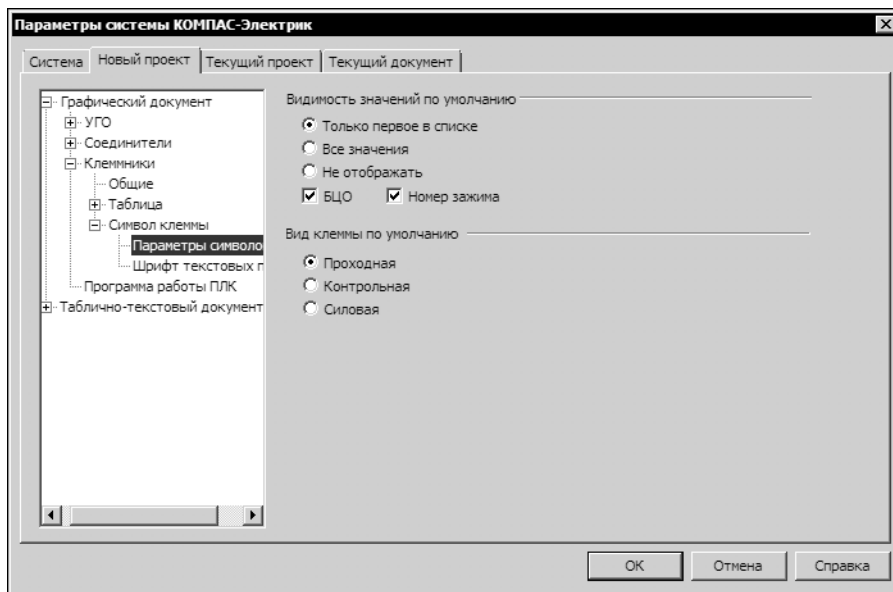 Параметры системы КОМПАС-Электрик
Система
Новый проект
Текущий проект
Текущий документ
Графический документ
УГО
Соединители
Клеммники
Общие
Таблица
Символ клеммы
Параметры символо
Шрифт текстовых п
Программа работы ПЛК
Таблично-текстовый документ
Видимость значений по умолчанию
Только первое в списке
Все значения
Не отображать
БЦО
Номер зажима
Вид клеммы по умолчанию
Проходная
Контрольная
Силовая
ОК
Отмена
Справка